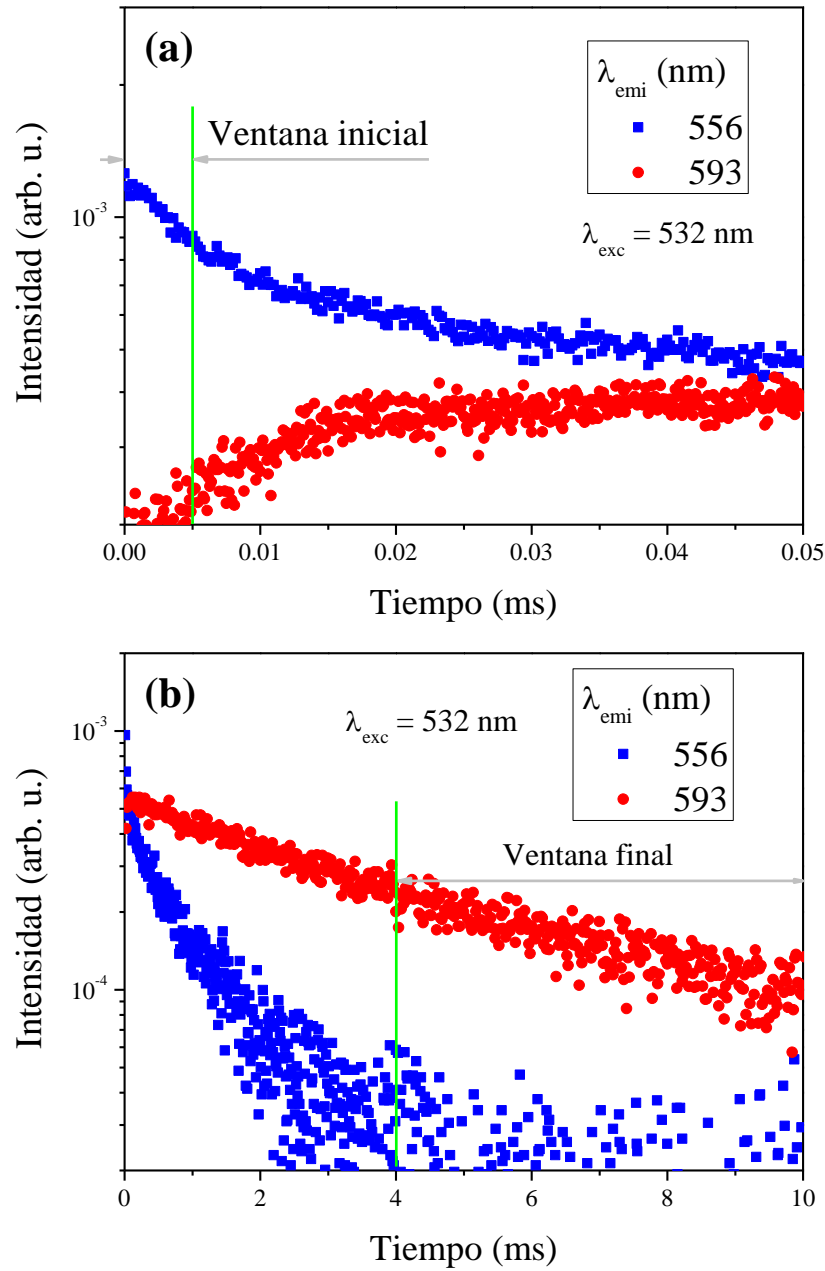 (a)
λemi (nm)
556
593
Ventana inicial
λexc = 532 nm
Intensidad (arb. u.)
10⁻³
0.00 0.01 0.02 0.03 0.04 0.05
Tiempo (ms)
(b)
λemi (nm)
556
593
λexc = 532 nm
Ventana final
Intensidad (arb. u.)
10⁻³
10⁻⁴
0 2 4 6 8 10
Tiempo (ms)